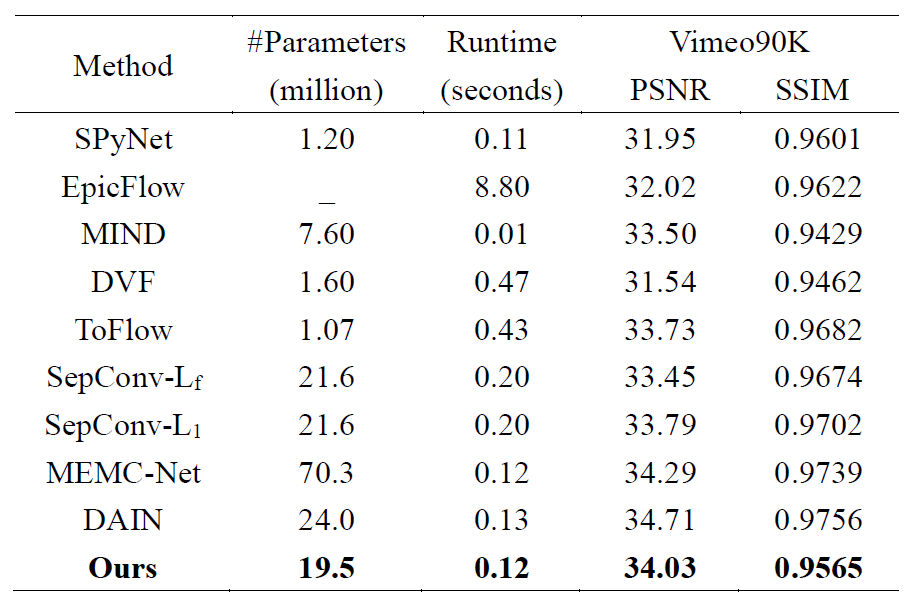 Method #Parameters (million) Runtime (seconds) Vimeo90K
PSNR SSIM
SPyNet 1.20 0.11 31.95 0.9601
EpicFlow _ 8.80 32.02 0.9622
MIND 7.60 0.01 33.50 0.9429
DVF 1.60 0.47 31.54 0.9462
ToFlow 1.07 0.43 33.73 0.9682
SepConv-Lf 21.6 0.20 33.45 0.9674
SepConv-L1 21.6 0.20 33.79 0.9702
MEMC-Net 70.3 0.12 34.29 0.9739
DAIN 24.0 0.13 34.71 0.9756
Ours 19.5 0.12 34.03 0.9565